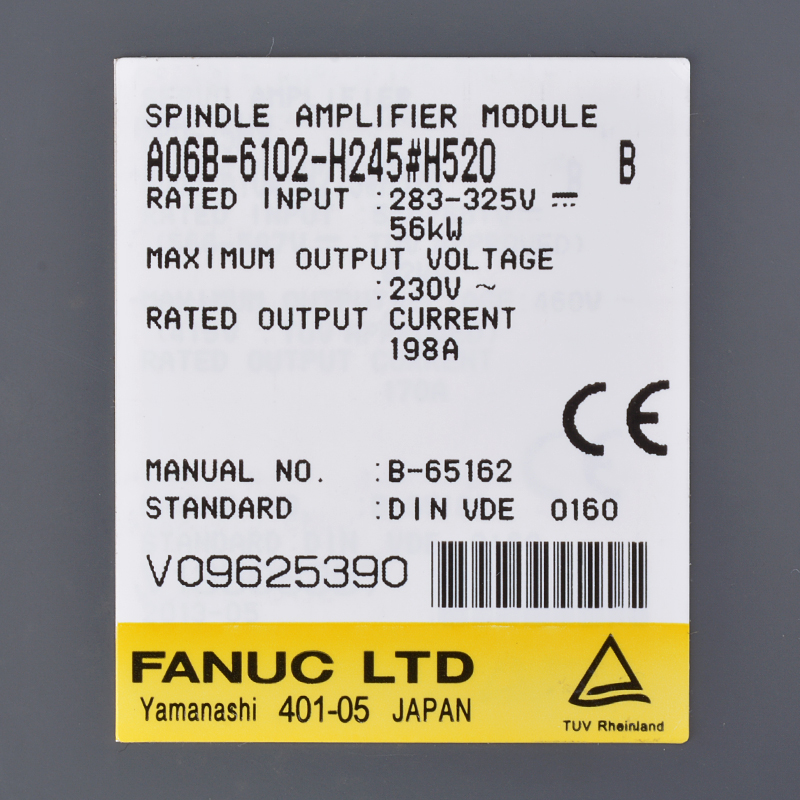 SPINDLE AMPLIFIER MODULE
A06B-6102-H245#H520 B
RATED INPUT :283-325V ⎓
56kW
MAXIMUM OUTPUT VOLTAGE
:230V ~
RATED OUTPUT CURRENT
198A
CE
MANUAL NO. :B-65162
STANDARD :DIN VDE 0160
V09625390
FANUC LTD
Yamanashi 401-05 JAPAN
TUV Rheinland